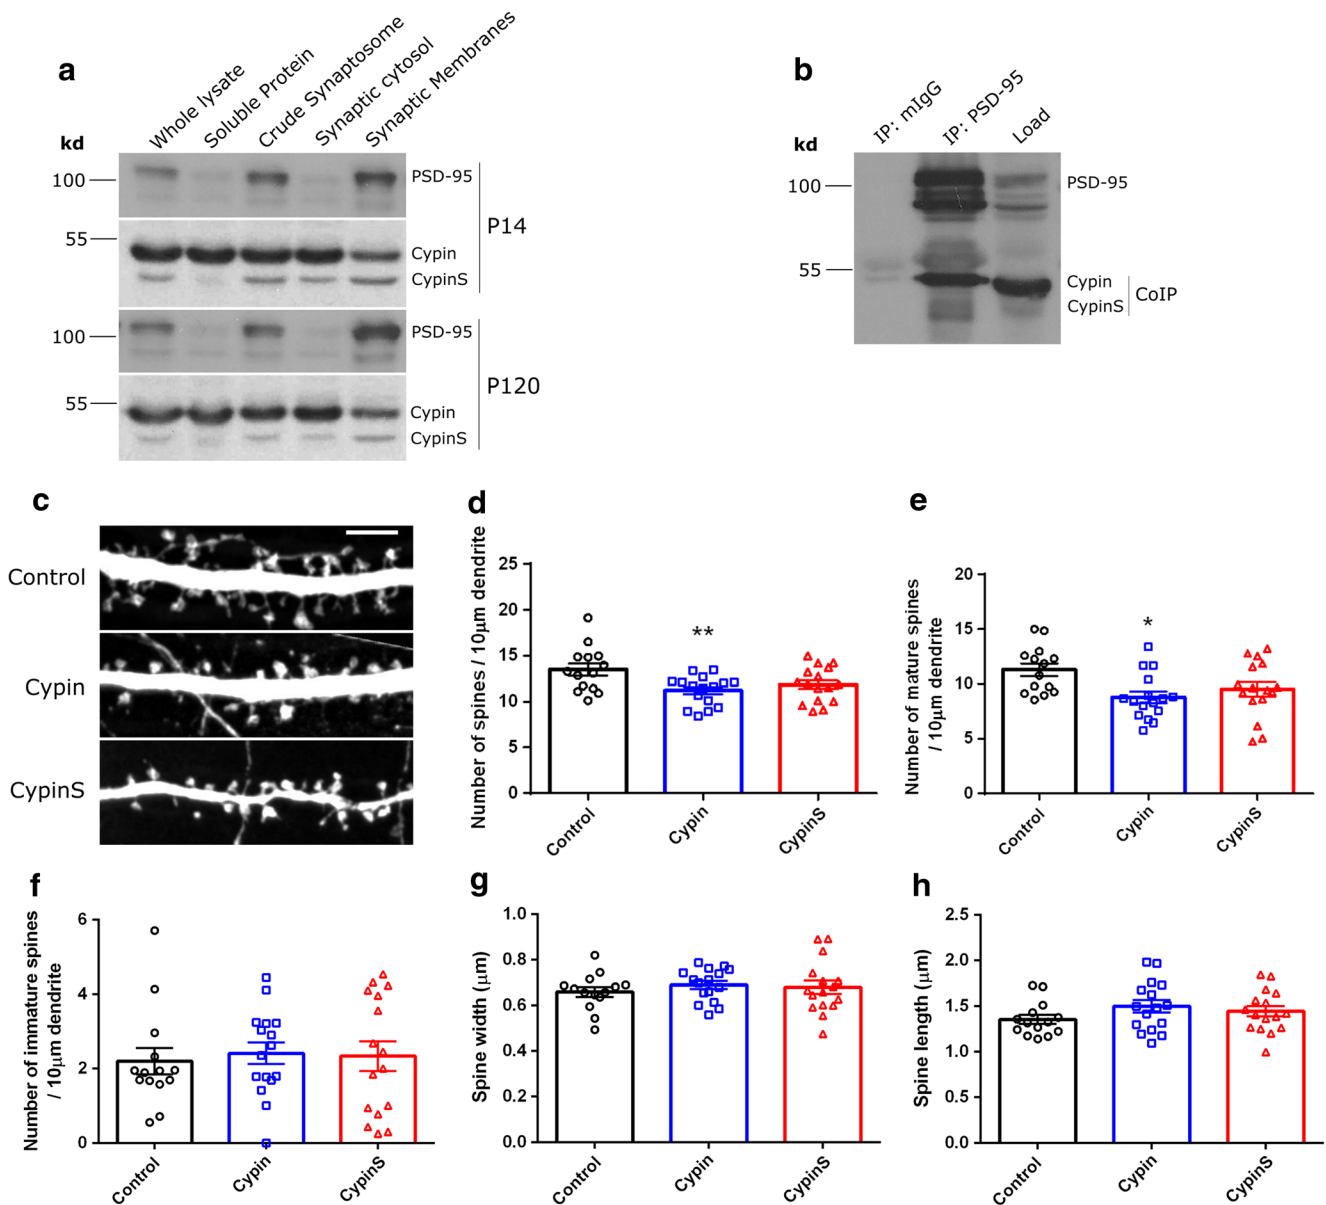 a
Whole lysate
Soluble Protein
Crude Synaptosome
Synaptic cytosol
Synaptic Membranes
kd
100
PSD-95
55
Cypin
CypinS
P14
100
PSD-95
55
Cypin
CypinS
P120
b
IP: mIgG
IP: PSD-95
Load
kd
100
PSD-95
55
Cypin
CypinS
CoIP
c
Control
Cypin
CypinS
d
Number of spines / 10μm dendrite
25
20
15
10
5
0
**
Control
Cypin
CypinS
e
Number of mature spines
/ 10μm dendrite
20
15
10
5
0
*
Control
Cypin
CypinS
f
Number of immature spines
/ 10μm dendrite
6
4
2
0
Control
Cypin
CypinS
g
Spine width (μm)
1.0
0.8
0.6
0.4
0.2
0.0
Control
Cypin
CypinS
h
Spine length (μm)
2.5
2.0
1.5
1.0
0.5
0.0
Control
Cypin
CypinS